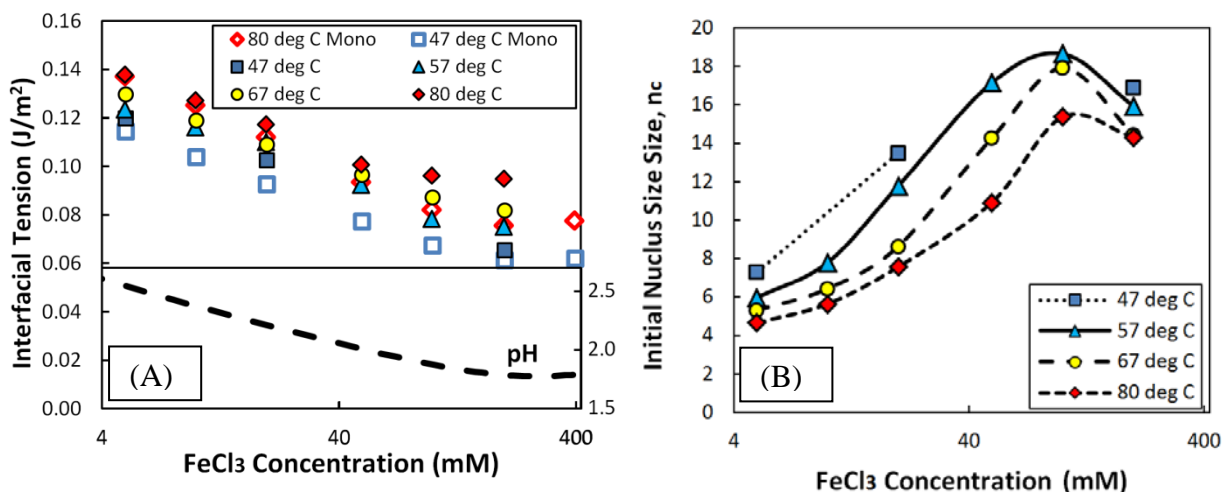 Interfacial Tension (J/m²)
0.16
0.14
0.12
0.10
0.08
0.06
0.04
0.02
0.00
80 deg C Mono
47 deg C Mono
47 deg C
57 deg C
67 deg C
80 deg C
2.5
2.0
1.5
pH
(A)
4
40
400
FeCl₃ Concentration (mM)
Initial Nuclus Size Size, nc
20
18
16
14
12
10
8
6
4
2
0
47 deg C
57 deg C
67 deg C
80 deg C
(B)
4
40
400
FeCl₃ Concentration (mM)